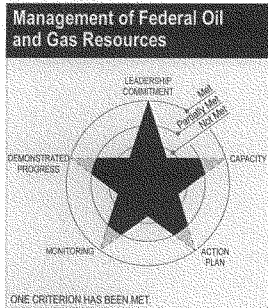 Management of Federal Oil
and Gas Resources
LEADERSHIP
COMMITMENT
Met
Partially Met
Not Met
DEMONSTRATED
PROGRESS
CAPACITY
MONITORING
ACTION
PLAN
ONE CRITERION HAS BEEN MET